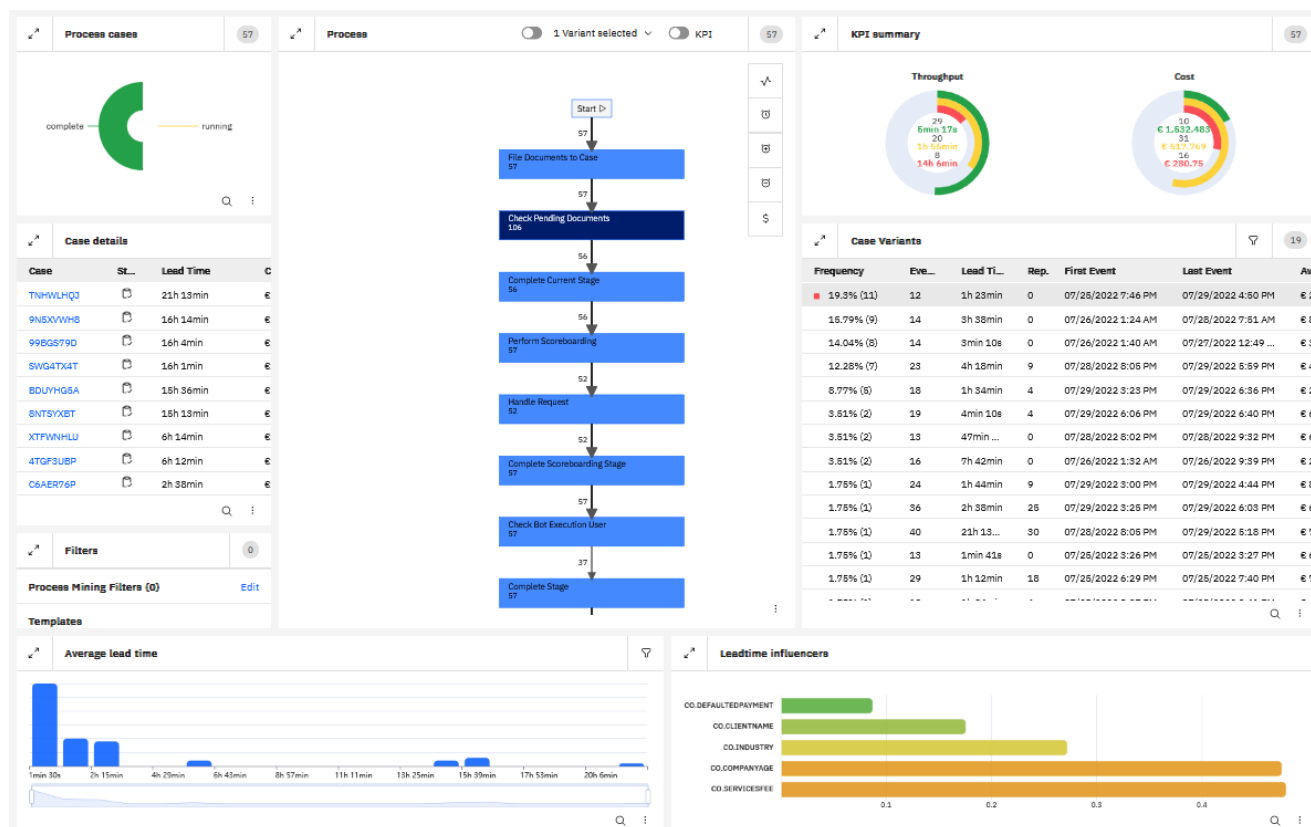 Process cases 57
complete
running
Process 1 Variant selected KPI 57
Start
57
File Documents to Case
57
57
Check Pending Documents
106
56
Complete Current Stage
56
56
Perform Scoreboarding
57
52
Handle Request
52
52
Complete Scoreboarding Stage
57
Check Bot Execution User
57
37
Complete Stage
57
KPI summary 57
Throughput
29
5min 17s
20
1h 56min
8
14h 6min
Cost
10
€ 1.532.483
31
€ 517.769
16
€ 280.75
Case details
Case St... Lead Time C
TNHWLHQJ 21h 13min €
9N5XVWH8 16h 14min €
99BGS79D 16h 4min €
SWG4TX4T 16h 1min €
BDUYHG5A 15h 36min €
8NTSYXBT 15h 13min €
XTFWNHLU 6h 14min €
4TGF3UBP 6h 12min €
C6AER76P 2h 38min €
Filters 0
Process Mining Filters (0) Edit
Templates
Case Variants 19
Frequency Eve... Lead Ti... Rep. First Event Last Event
19.3% (11) 12 1h 23min 0 07/25/2022 7:46 PM 07/29/2022 4:50 PM €
15.79% (9) 14 3h 38min 0 07/26/2022 1:24 AM 07/28/2022 7:51 AM €
14.04% (8) 14 3min 10s 0 07/26/2022 1:40 AM 07/27/2022 12:49 ... €
12.28% (7) 23 4h 18min 9 07/28/2022 8:05 PM 07/29/2022 5:59 PM €
8.77% (5) 18 1h 34min 4 07/29/2022 3:23 PM 07/29/2022 6:36 PM €
3.51% (2) 19 4min 10s 4 07/29/2022 6:06 PM 07/29/2022 6:40 PM €
3.51% (2) 13 47min ... 0 07/28/2022 8:02 PM 07/28/2022 9:32 PM €
3.51% (2) 16 7h 42min 0 07/26/2022 1:32 AM 07/26/2022 9:39 PM €
1.75% (1) 24 1h 44min 9 07/29/2022 3:00 PM 07/29/2022 4:44 PM €
1.75% (1) 36 2h 38min 25 07/29/2022 3:25 PM 07/29/2022 6:03 PM €
1.75% (1) 40 21h 13... 30 07/28/2022 8:05 PM 07/29/2022 5:18 PM €
1.75% (1) 13 1min 41s 0 07/25/2022 3:26 PM 07/25/2022 3:27 PM €
1.75% (1) 29 1h 12min 18 07/25/2022 6:29 PM 07/25/2022 7:40 PM €
Average lead time
1min 30s 2h 15min 4h 29min 6h 43min 8h 57min 11h 11min 13h 25min 15h 39min 17h 53min 20h 6min
Leadtime influencers
CO.DEFAULTEDPAYMENT
CO.CLIENTNAME
CO.INDUSTRY
CO.COMPANYAGE
CO.SERVICESFEE
0.1 0.2 0.3 0.4